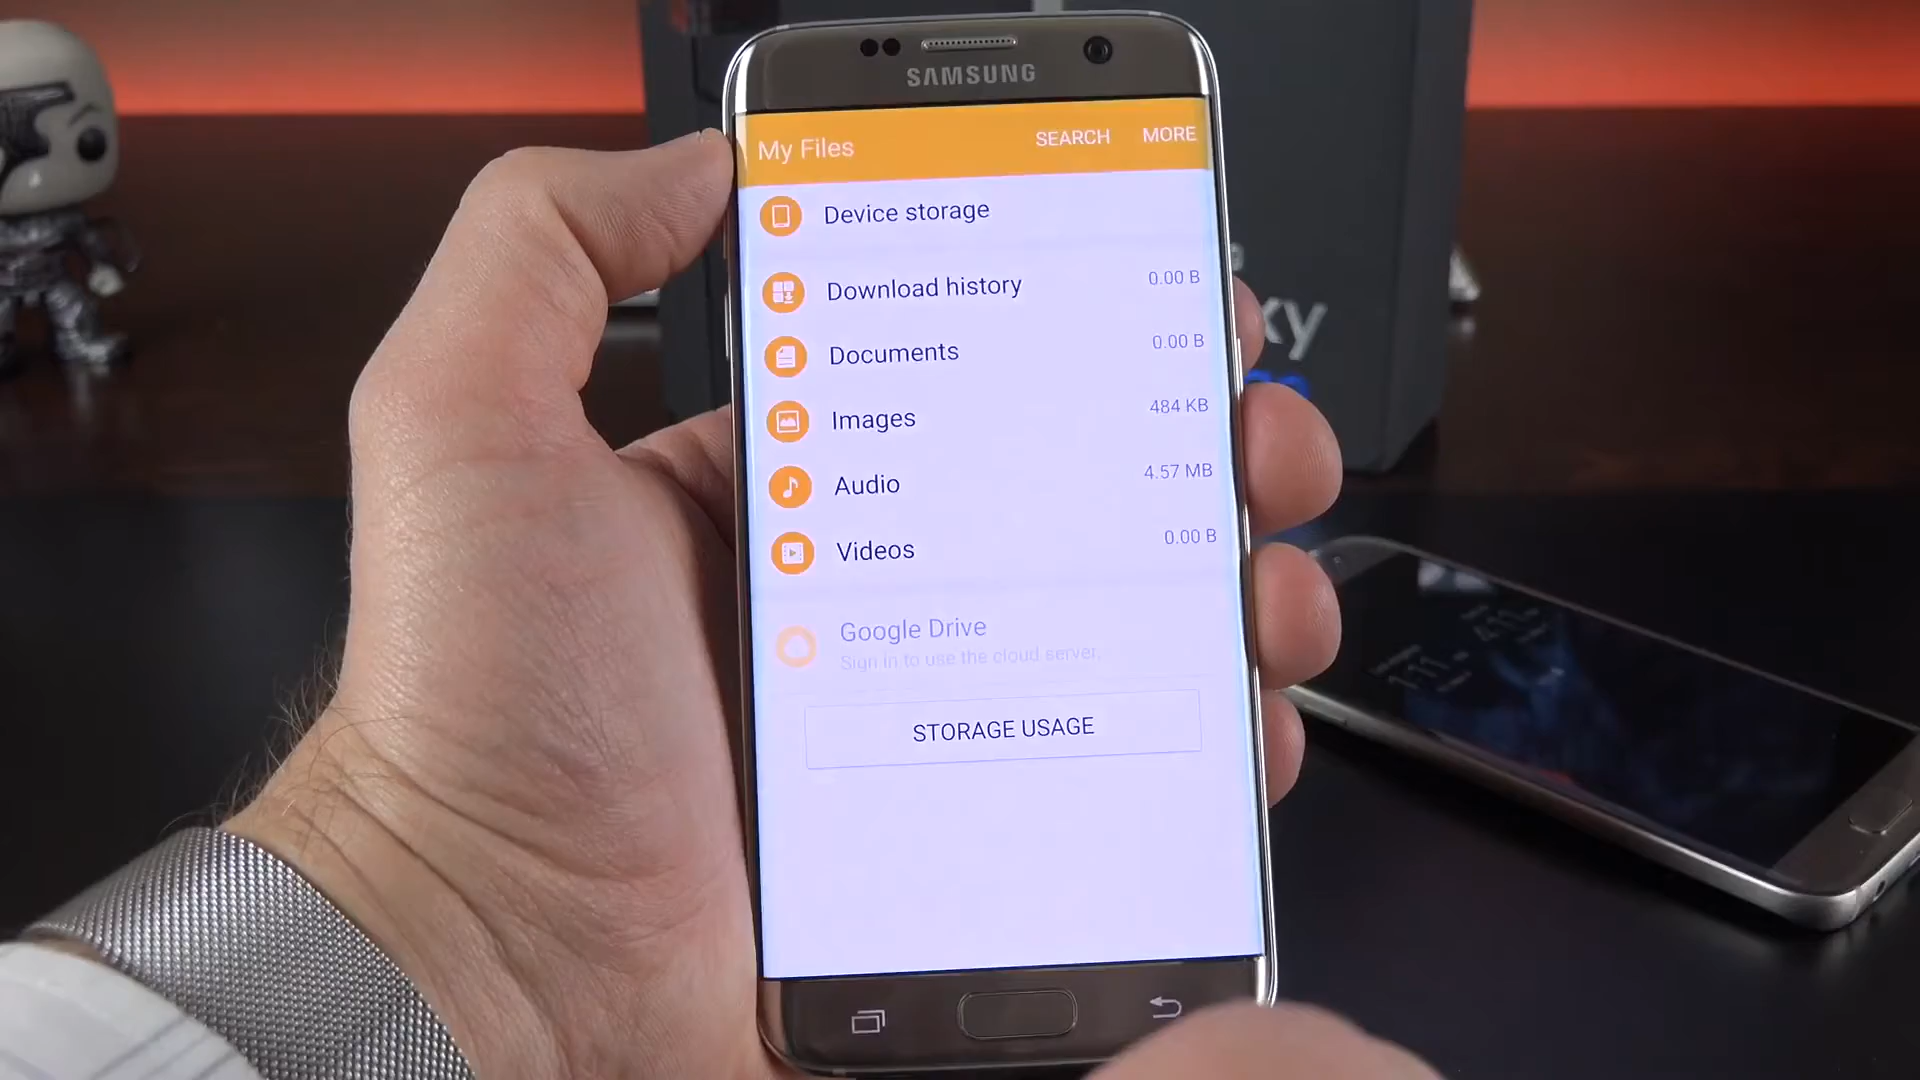 SAMSUNG
My Files
SEARCH
MORE
Device storage
Download history
0.00 B
Documents
0.00 B
Images
484 KB
Audio
4.57 MB
Videos
0.00 B
Google Drive
Sign in to use the cloud server.
STORAGE USAGE
xy